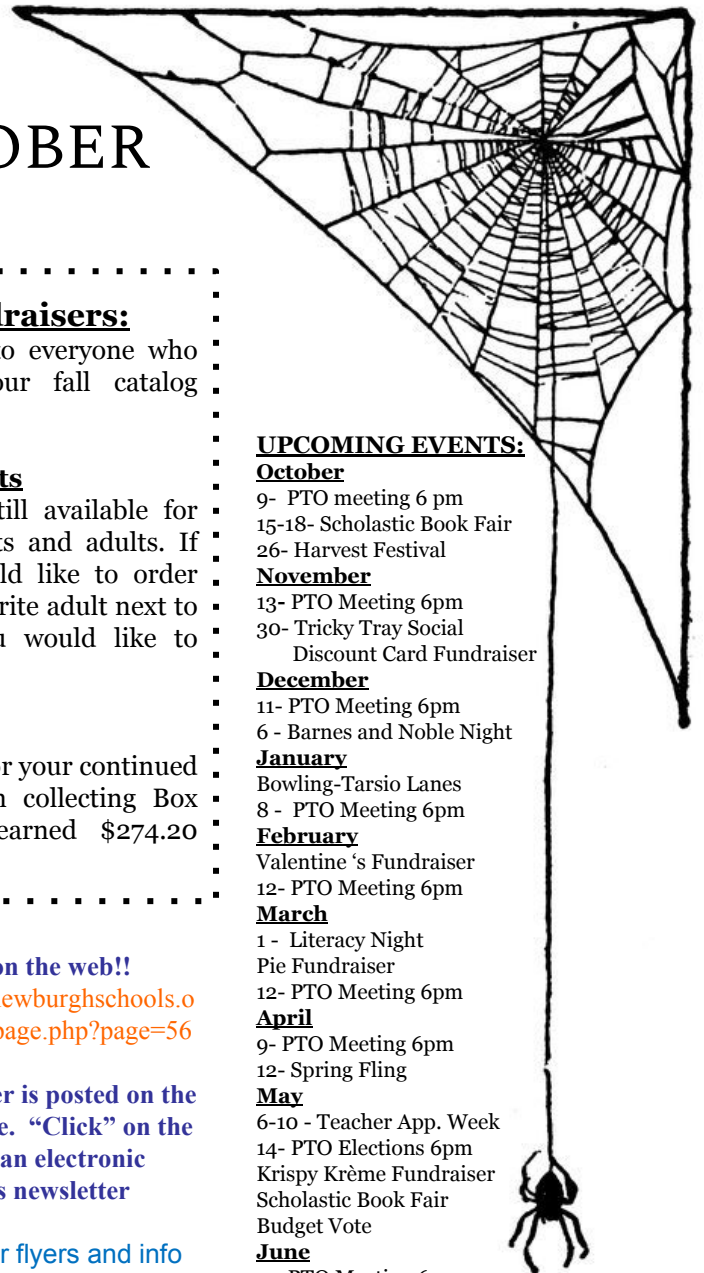 OBER
draisers:
to everyone who
our fall catalog
ts
till available for
ts and adults. If
ld like to order
rite adult next to
u would like to
or your continued
n collecting Box
earned $274.20
on the web!!
newburghschools.o
page.php?page=56
er is posted on the
e. “Click” on the
an electronic
s newsletter
r flyers and info
UPCOMING EVENTS:
October
9- PTO meeting 6 pm
15-18- Scholastic Book Fair
26- Harvest Festival
November
13- PTO Meeting 6pm
30- Tricky Tray Social
Discount Card Fundraiser
December
11- PTO Meeting 6pm
6 - Barnes and Noble Night
January
Bowling-Tarsio Lanes
8 - PTO Meeting 6pm
February
Valentine ‘s Fundraiser
12- PTO Meeting 6pm
March
1 - Literacy Night
Pie Fundraiser
12- PTO Meeting 6pm
April
9- PTO Meeting 6pm
12- Spring Fling
May
6-10 - Teacher App. Week
14- PTO Elections 6pm
Krispy Krème Fundraiser
Scholastic Book Fair
Budget Vote
June
PTO Meeting 6